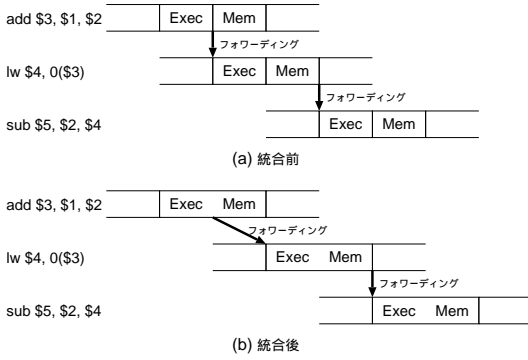 add $3, $1, $2
Exec Mem
フォワーディング
lw $4, 0($3)
Exec Mem
フォワーディング
sub $5, $2, $4
Exec Mem
(a) 統合前
add $3, $1, $2
Exec Mem
フォワーディング
lw $4, 0($3)
Exec Mem
フォワーディング
sub $5, $2, $4
Exec Mem
(b) 統合後